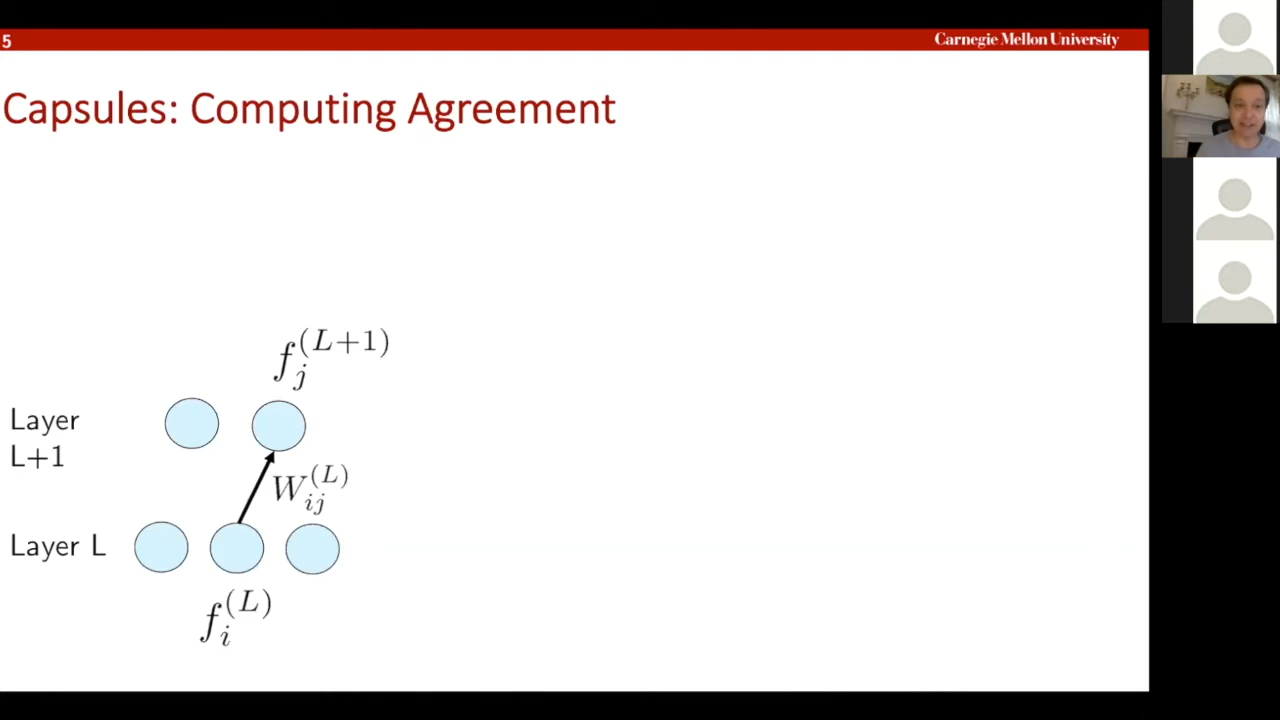 5
Carnegie Mellon University
Capsules: Computing Agreement
f_j^{(L+1)}
Layer
L+1
W_{ij}^{(L)}
Layer L
f_i^{(L)}